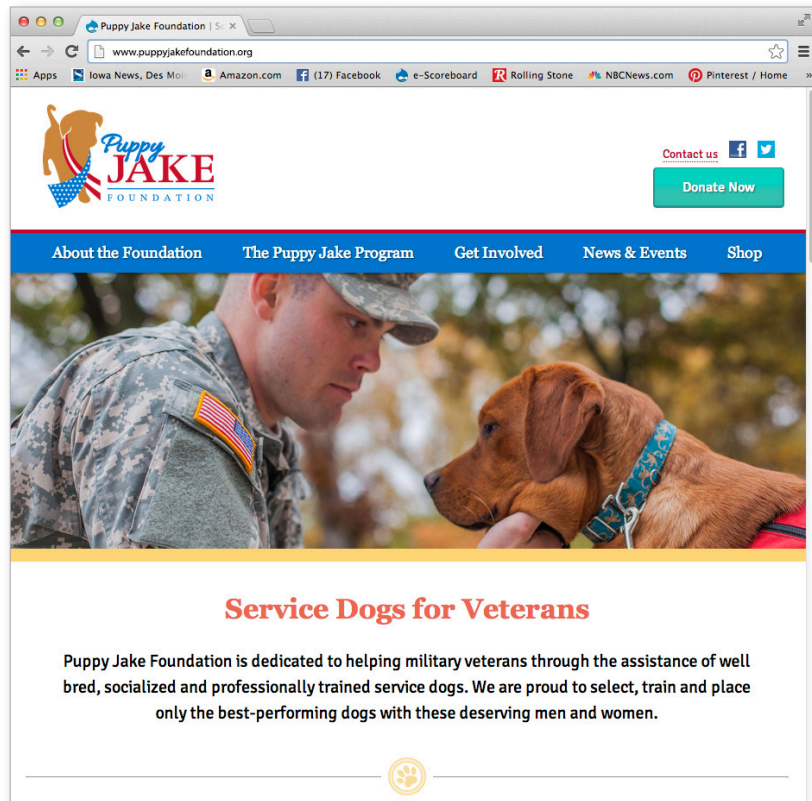 Puppy Jake Foundation | Se
www.puppyjakefoundation.org
Apps Iowa News, Des Moi Amazon.com (17) Facebook e-Scoreboard Rolling Stone NBCNews.com Pinterest / Home »
Puppy
JAKE
FOUNDATION
Contact us
Donate Now
About the Foundation The Puppy Jake Program Get Involved News & Events Shop
Service Dogs for Veterans
Puppy Jake Foundation is dedicated to helping military veterans through the assistance of well
bred, socialized and professionally trained service dogs. We are proud to select, train and place
only the best-performing dogs with these deserving men and women.